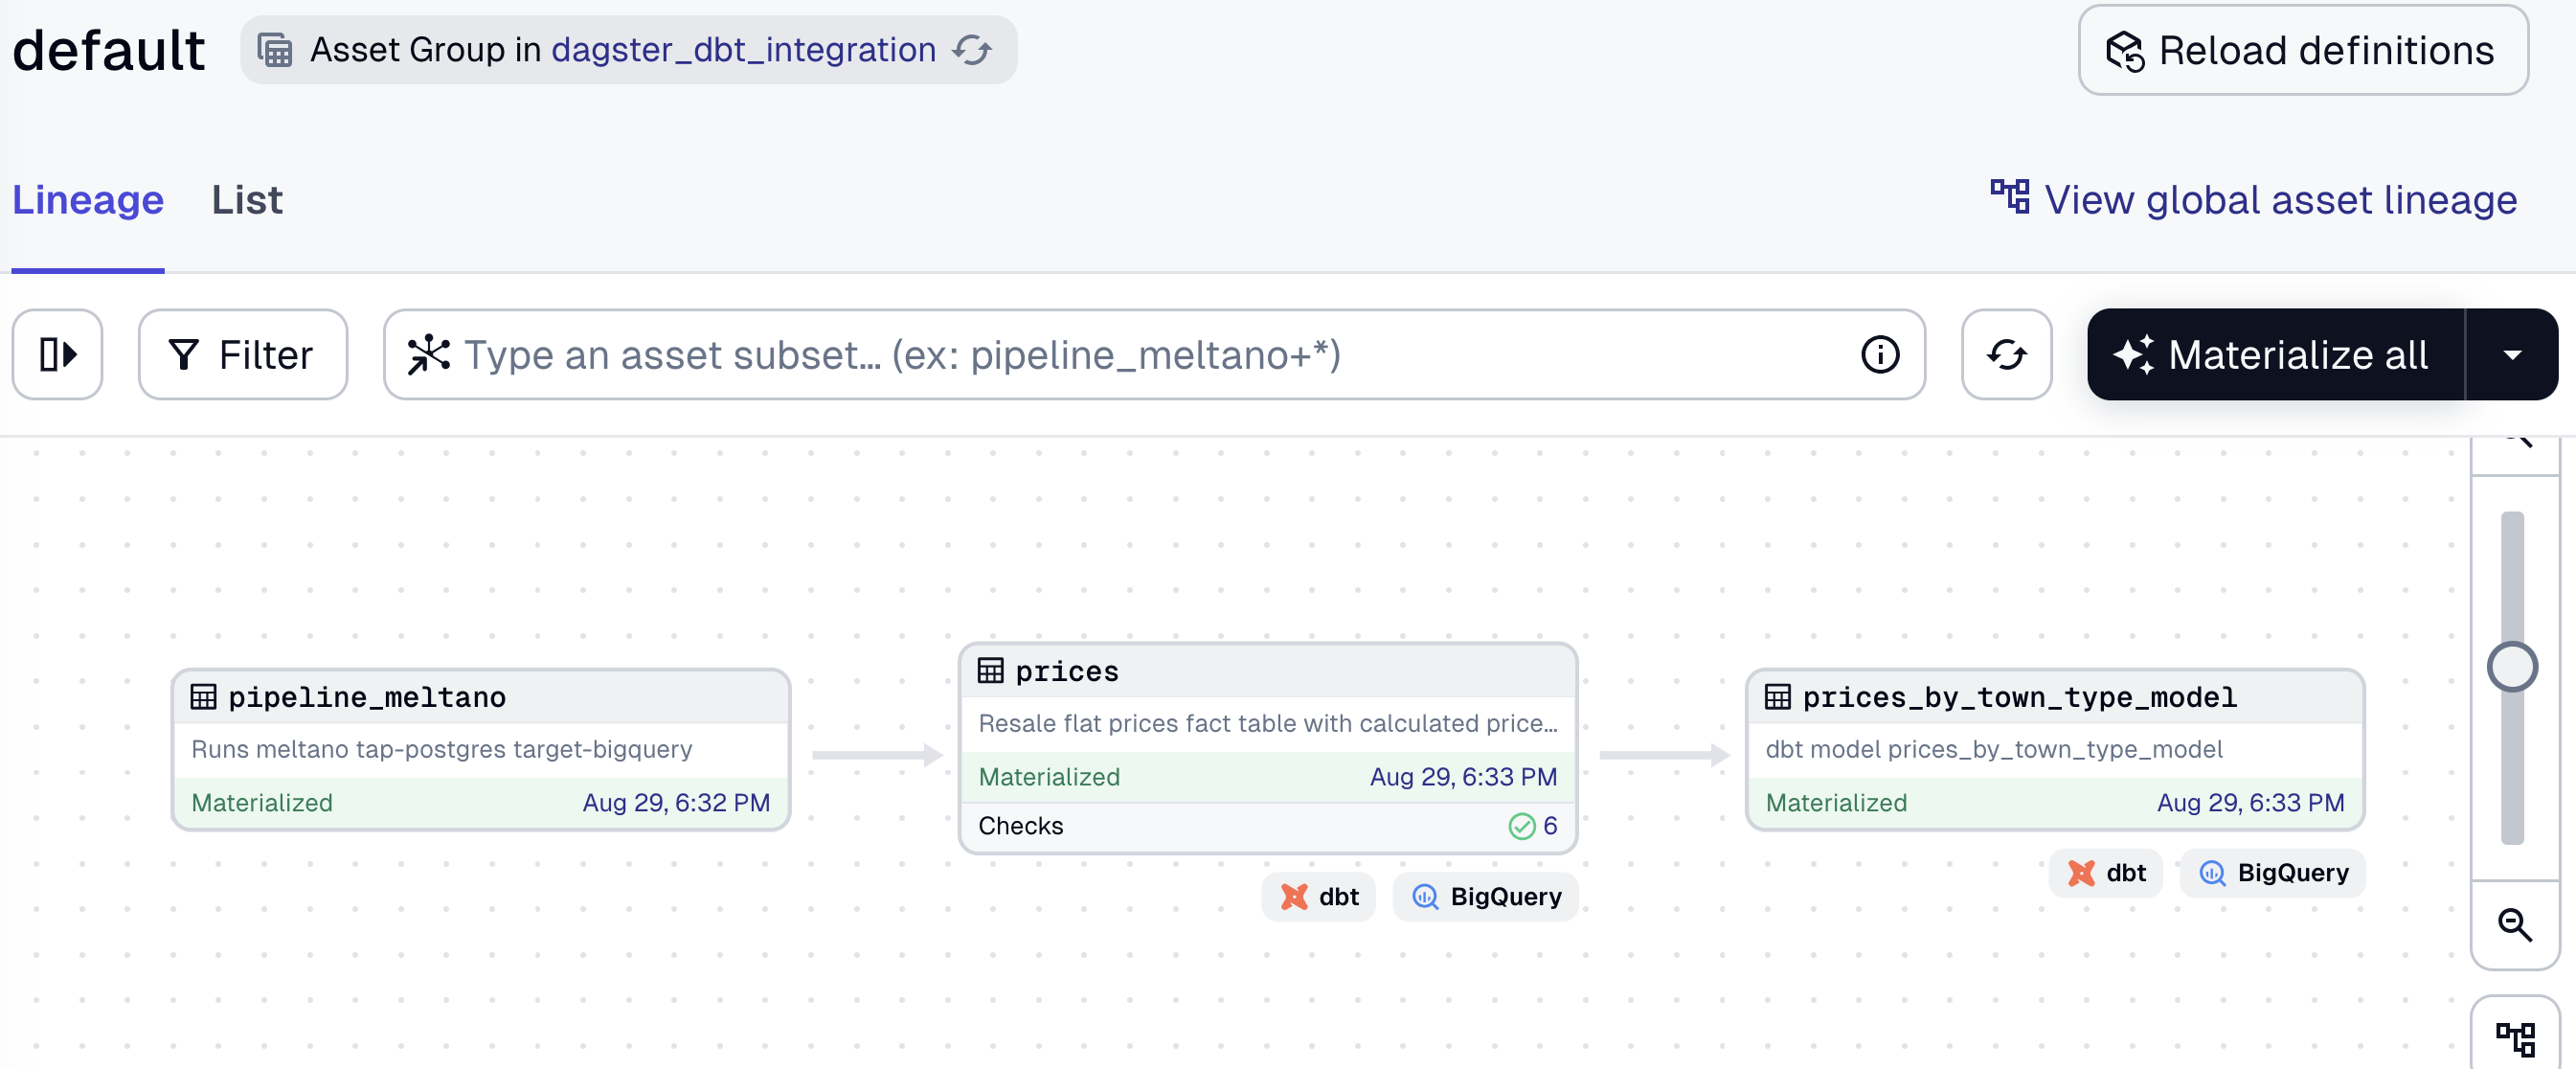 default
Asset Group in dagster_dbt_integration
Reload definitions
Lineage
List
View global asset lineage
Filter
Type an asset subset… (ex: pipeline_meltano+*)
Materialize all
pipeline_meltano
Runs meltano tap-postgres target-bigquery
Materialized
Aug 29, 6:32 PM
prices
Resale flat prices fact table with calculated price…
Materialized
Aug 29, 6:33 PM
Checks
6
dbt
BigQuery
prices_by_town_type_model
dbt model prices_by_town_type_model
Materialized
Aug 29, 6:33 PM
dbt
BigQuery